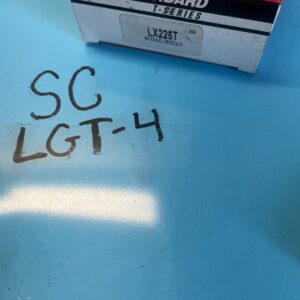 T-SERIES
LX225T
MODULE / MODULO
SC
LGT-4